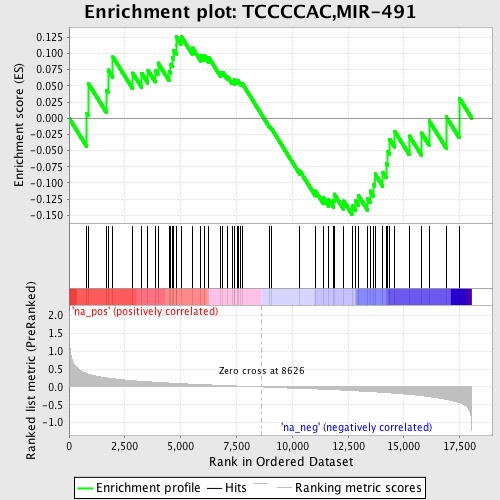 Enrichment plot: TCCCCAC,MIR-491
Enrichment score (ES)
0.125
0.100
0.075
0.050
0.025
0.000
-0.025
-0.050
-0.075
-0.100
-0.125
-0.150
'na_pos' (positively correlated)
Ranked list metric (PreRanked)
2.0
1.5
1.0
0.5
0.0
-0.5
-1.0
Zero cross at 8626
'na_neg' (negatively correlated)
0 2,500 5,000 7,500 10,000 12,500 15,000 17,500
Rank in Ordered Dataset
Enrichment profile Hits Ranking metric scores